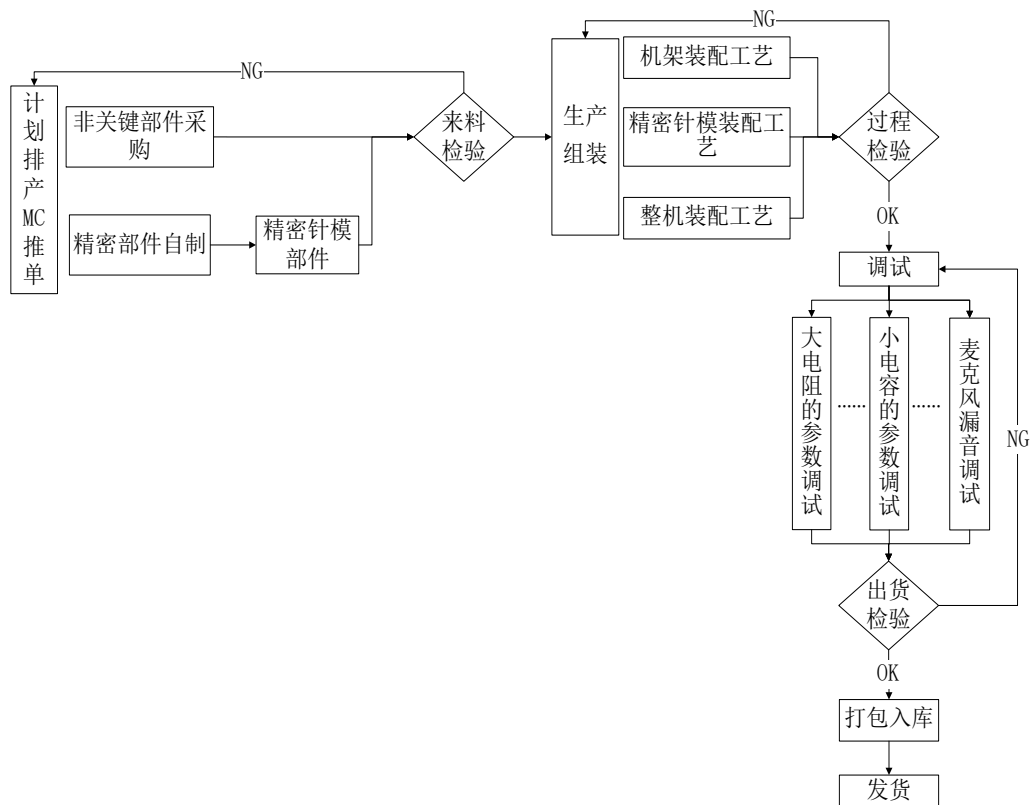 NG
NG
计
划
排
产
MC
推
单
非关键部件采
购
精密部件自制
精密针模
部件
来料
检验
生产
组装
机架装配工艺
精密针模装配工
艺
整机装配工艺
过程
检验
OK
调试
大
电
阻
的
参
数
调
试
......
小
电
容
的
参
数
调
试
......
麦
克
风
漏
音
调
试
NG
出货
检验
OK
打包入库
发货